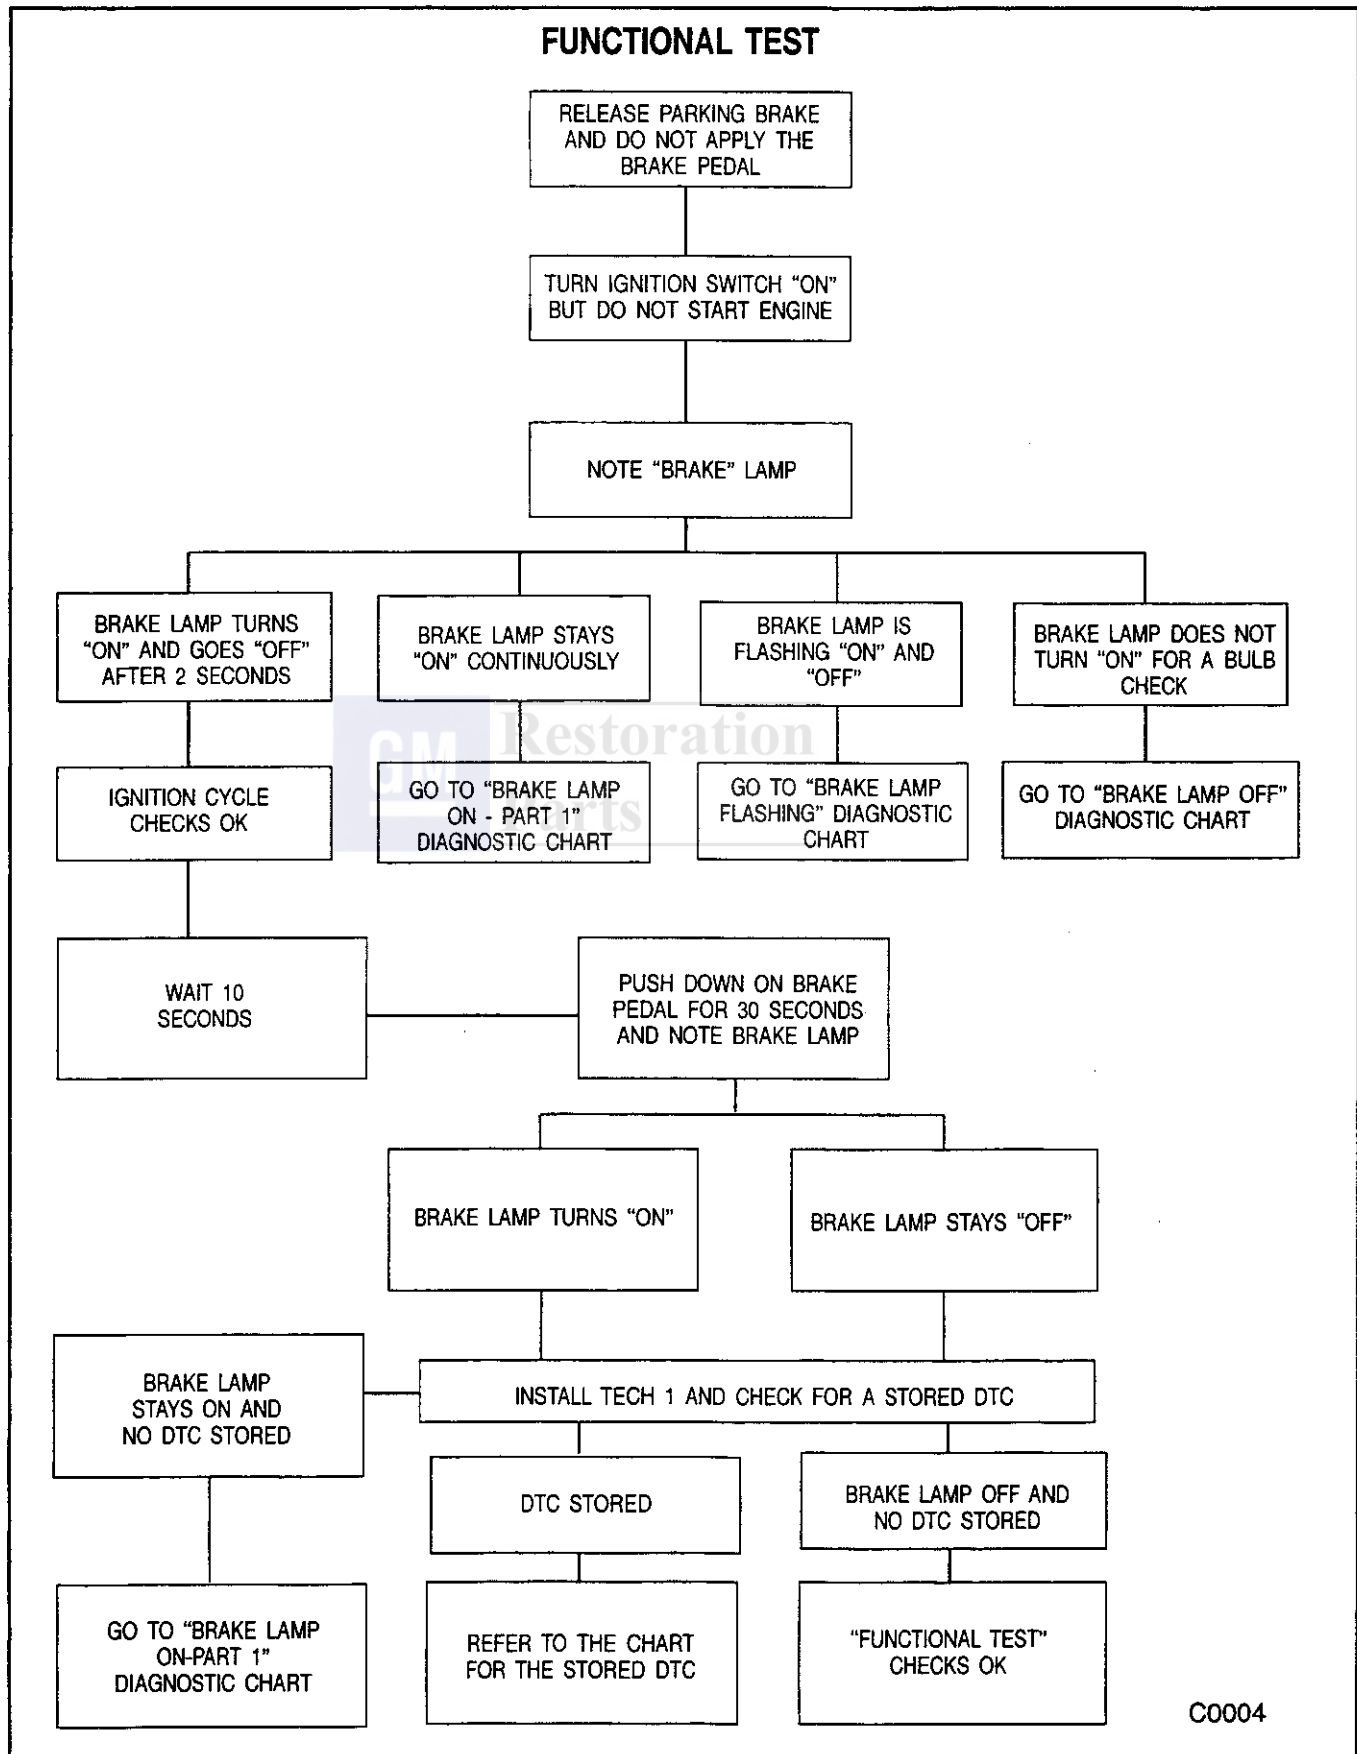 FUNCTIONAL TEST
RELEASE PARKING BRAKE
AND DO NOT APPLY THE
BRAKE PEDAL
TURN IGNITION SWITCH “ON”
BUT DO NOT START ENGINE
NOTE “BRAKE” LAMP
BRAKE LAMP TURNS
“ON” AND GOES “OFF”
AFTER 2 SECONDS
BRAKE LAMP STAYS
“ON” CONTINUOUSLY
BRAKE LAMP IS
FLASHING “ON” AND
“OFF”
BRAKE LAMP DOES NOT
TURN “ON” FOR A BULB
CHECK
GM
Restoration
Parts
IGNITION CYCLE
CHECKS OK
GO TO “BRAKE LAMP
ON - PART 1”
DIAGNOSTIC CHART
GO TO “BRAKE LAMP
FLASHING” DIAGNOSTIC
CHART
GO TO “BRAKE LAMP OFF”
DIAGNOSTIC CHART
WAIT 10
SECONDS
PUSH DOWN ON BRAKE
PEDAL FOR 30 SECONDS
AND NOTE BRAKE LAMP
BRAKE LAMP TURNS “ON”
BRAKE LAMP STAYS “OFF”
BRAKE LAMP
STAYS ON AND
NO DTC STORED
INSTALL TECH 1 AND CHECK FOR A STORED DTC
DTC STORED
BRAKE LAMP OFF AND
NO DTC STORED
GO TO “BRAKE LAMP
ON-PART 1”
DIAGNOSTIC CHART
REFER TO THE CHART
FOR THE STORED DTC
“FUNCTIONAL TEST”
CHECKS OK
C0004